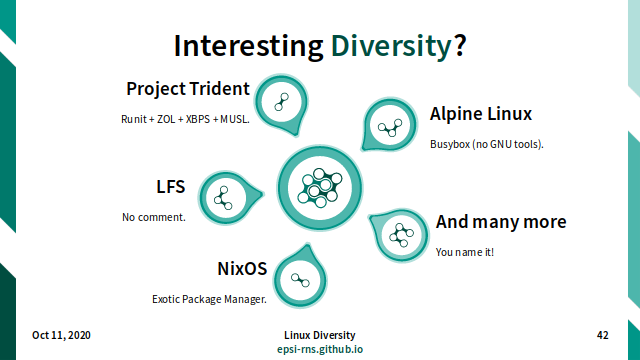 Interesting Diversity?
Project Trident
Runit + ZOL + XBPS + MUSL.
Alpine Linux
Busybox (no GNU tools).
LFS
No comment.
And many more
You name it!
NixOS
Exotic Package Manager.
Oct 11, 2020
Linux Diversity
epsi-rns.github.io
42